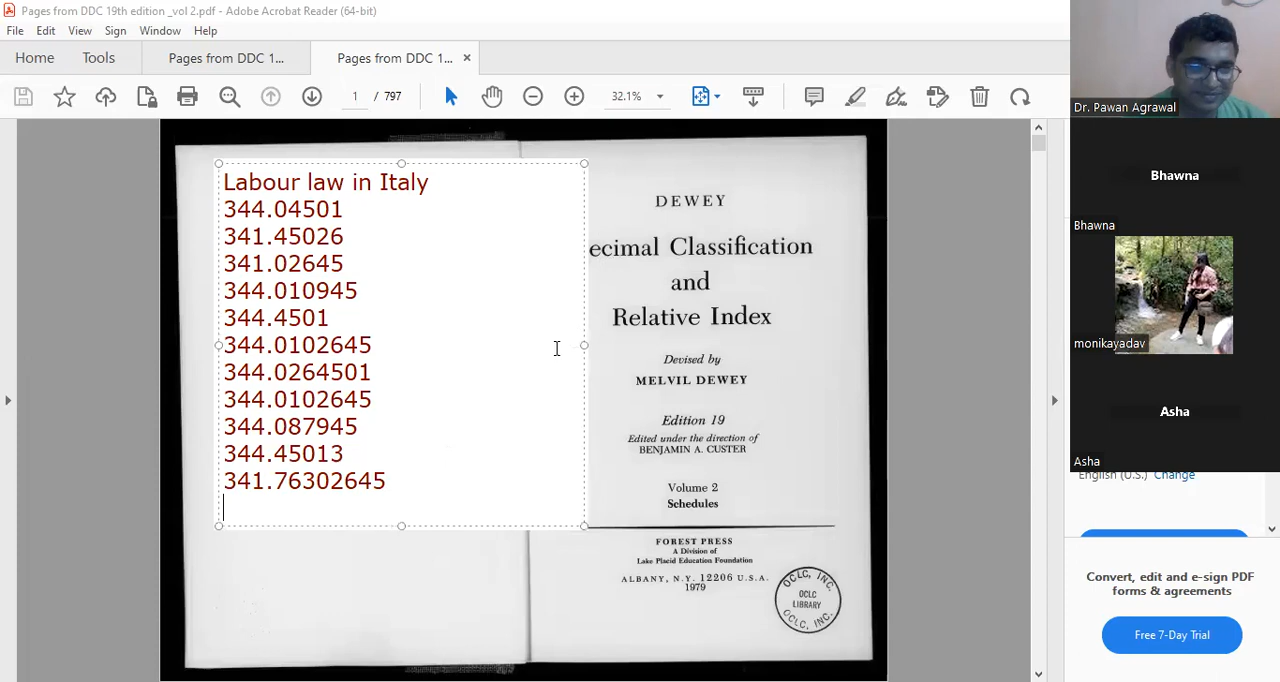 Pages from DDC 19th edition _vol 2.pdf - Adobe Acrobat Reader (64-bit)
File Edit View Sign Window Help
Home Tools Pages from DDC 1... Pages from DDC 1... ×
1 / 797 32.1%
Labour law in Italy
344.04501
341.45026
341.02645
344.010945
344.4501
344.0102645
344.0264501
344.0102645
344.087945
344.45013
341.76302645
DEWEY
ecimal Classification
and
Relative Index
Devised by
MELVIL DEWEY
Edition 19
Edited under the direction of
BENJAMIN A. CUSTER
Volume 2
Schedules
FOREST PRESS
A Division of
Lake Placid Education Foundation
ALBANY, N.Y. 12206 U.S.A.
1979
OCLC, INC.
OCLC
LIBRARY
OCLC, INC.
Dr. Pawan Agrawal
Bhawna
Bhawna
monikayadav
Asha
Asha
English (U.S.) Change
Convert, edit and e-sign PDF
forms & agreements
Free 7-Day Trial